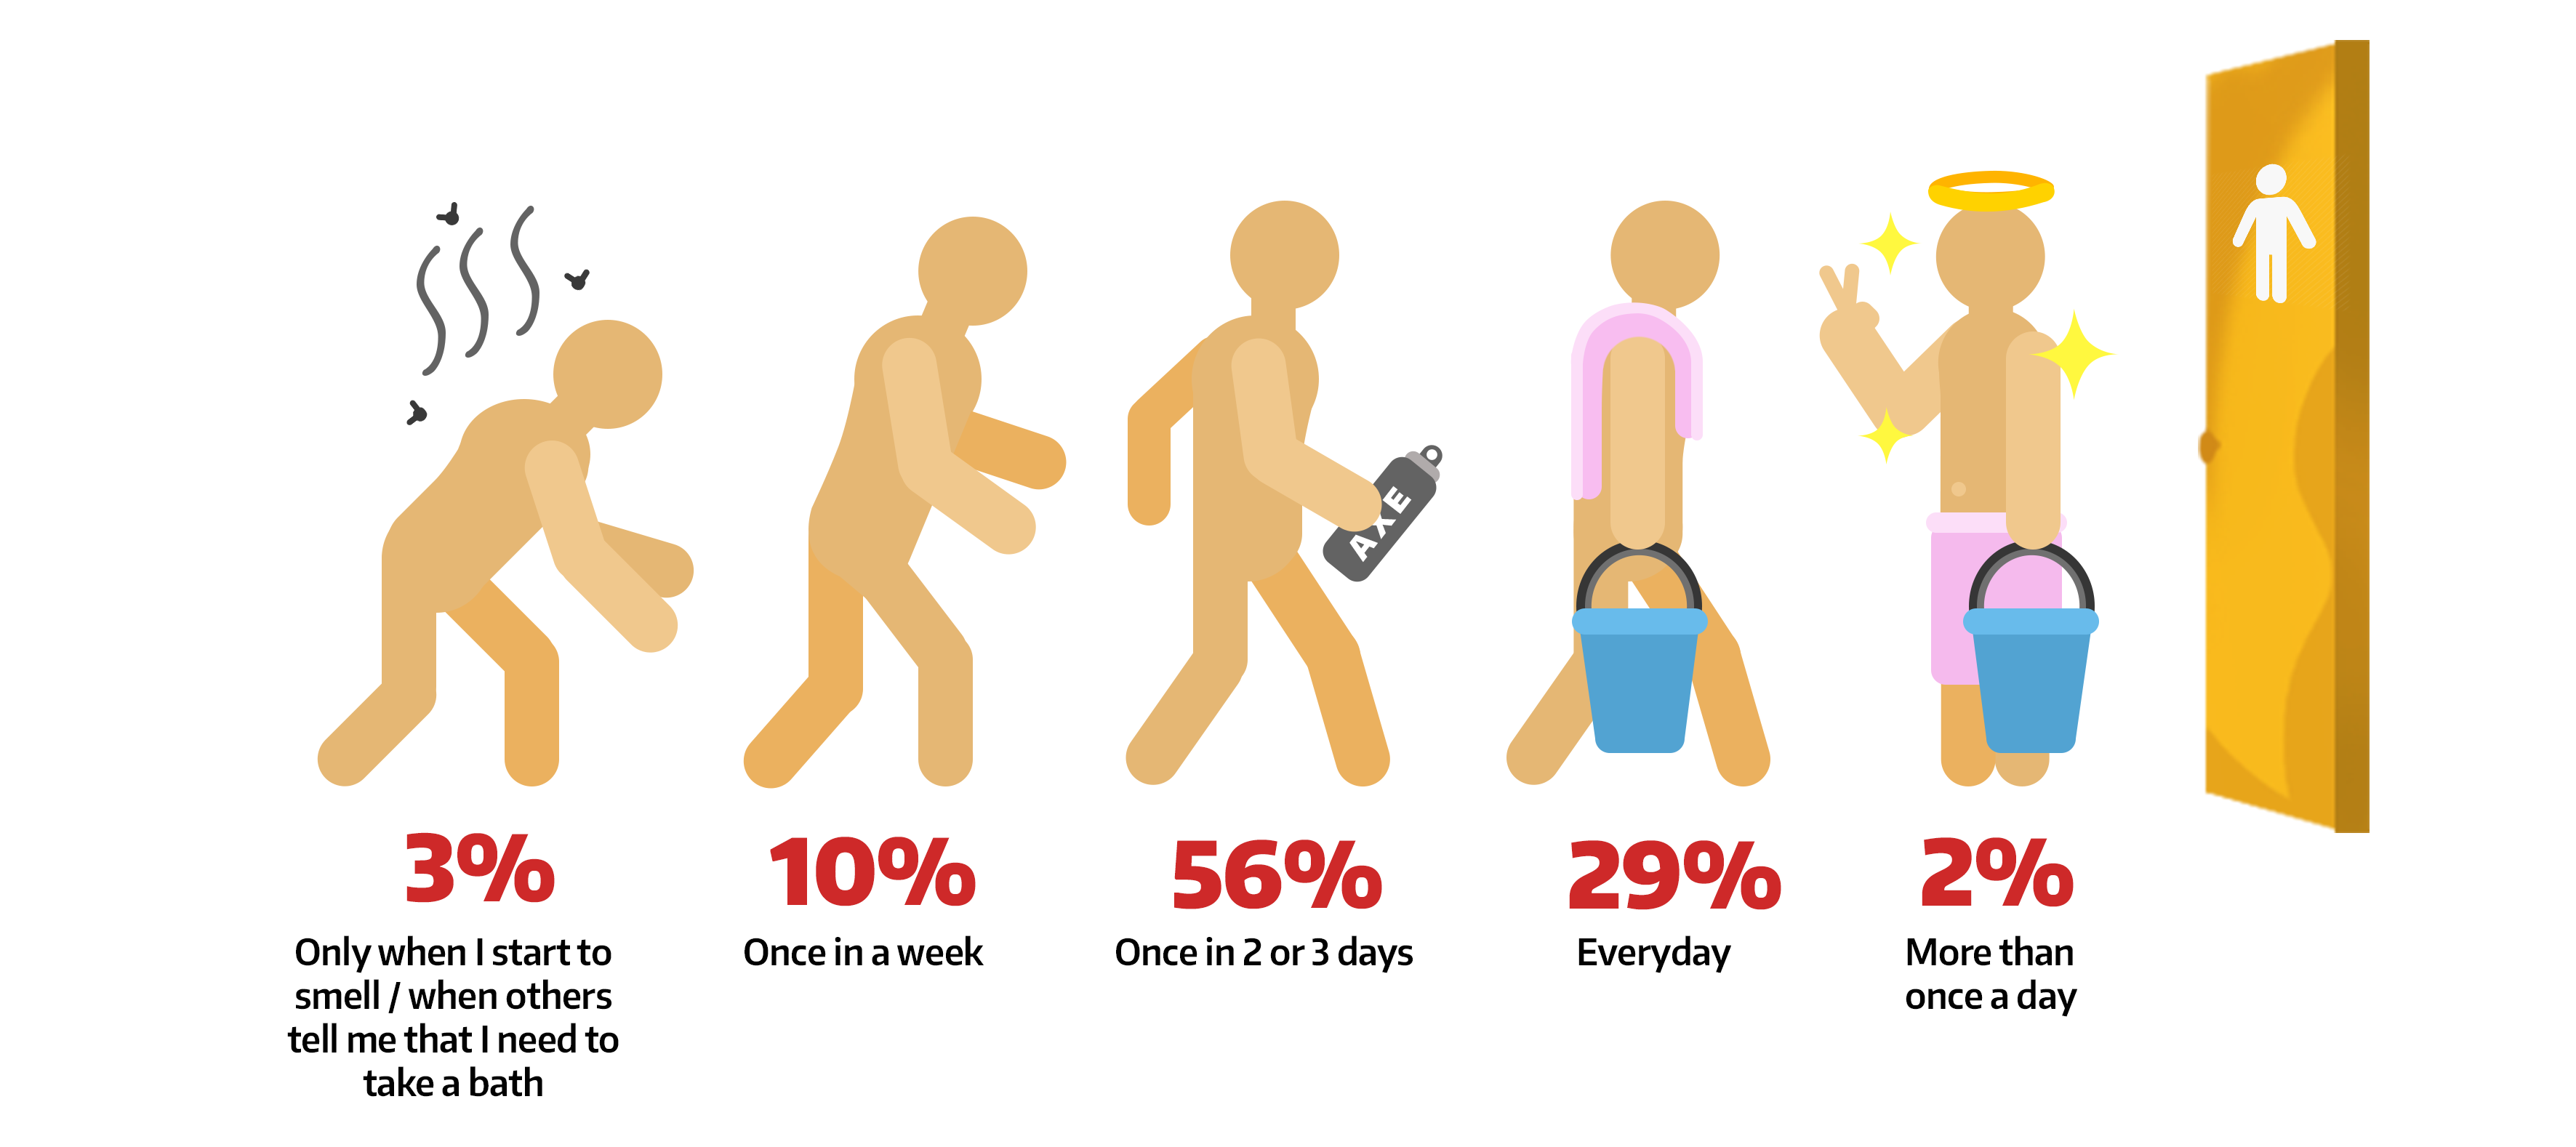 AXE
3%
10%
56%
29%
2%
Only when I start to
smell / when others
tell me that I need to
take a bath
Once in a week
Once in 2 or 3 days
Everyday
More than
once a day